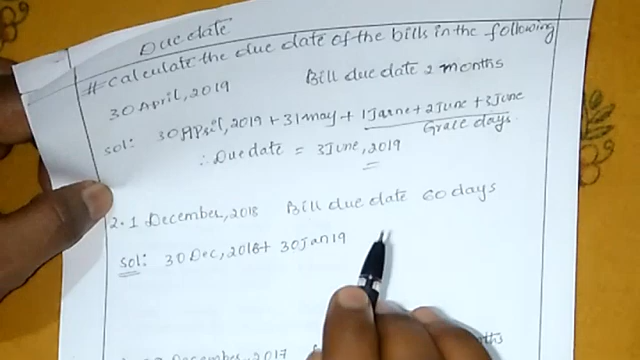 Due date
# Calculate the due date of the bills in the following
30 April, 2019 Bill due date 2 months
Sol: 30 April, 2019 + 31 may + 1 June + 2 June + 3 June
Grace days.
∴ Due date = 3 June, 2019
2. 1 December, 2018 Bill due date 60 days
Sol: 30 Dec, 2018 + 30 Jan 19
December, 2017